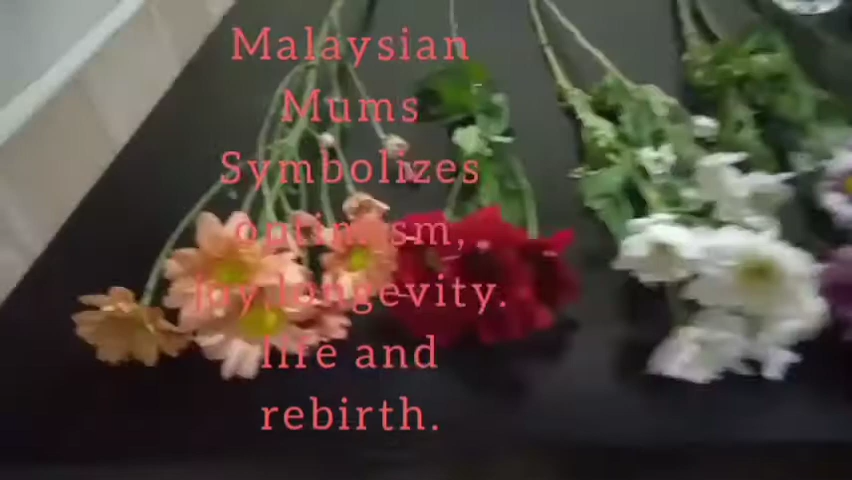 Malaysian
Mums
Symbolizes
optimism,
joy,longevity.
life and
rebirth.